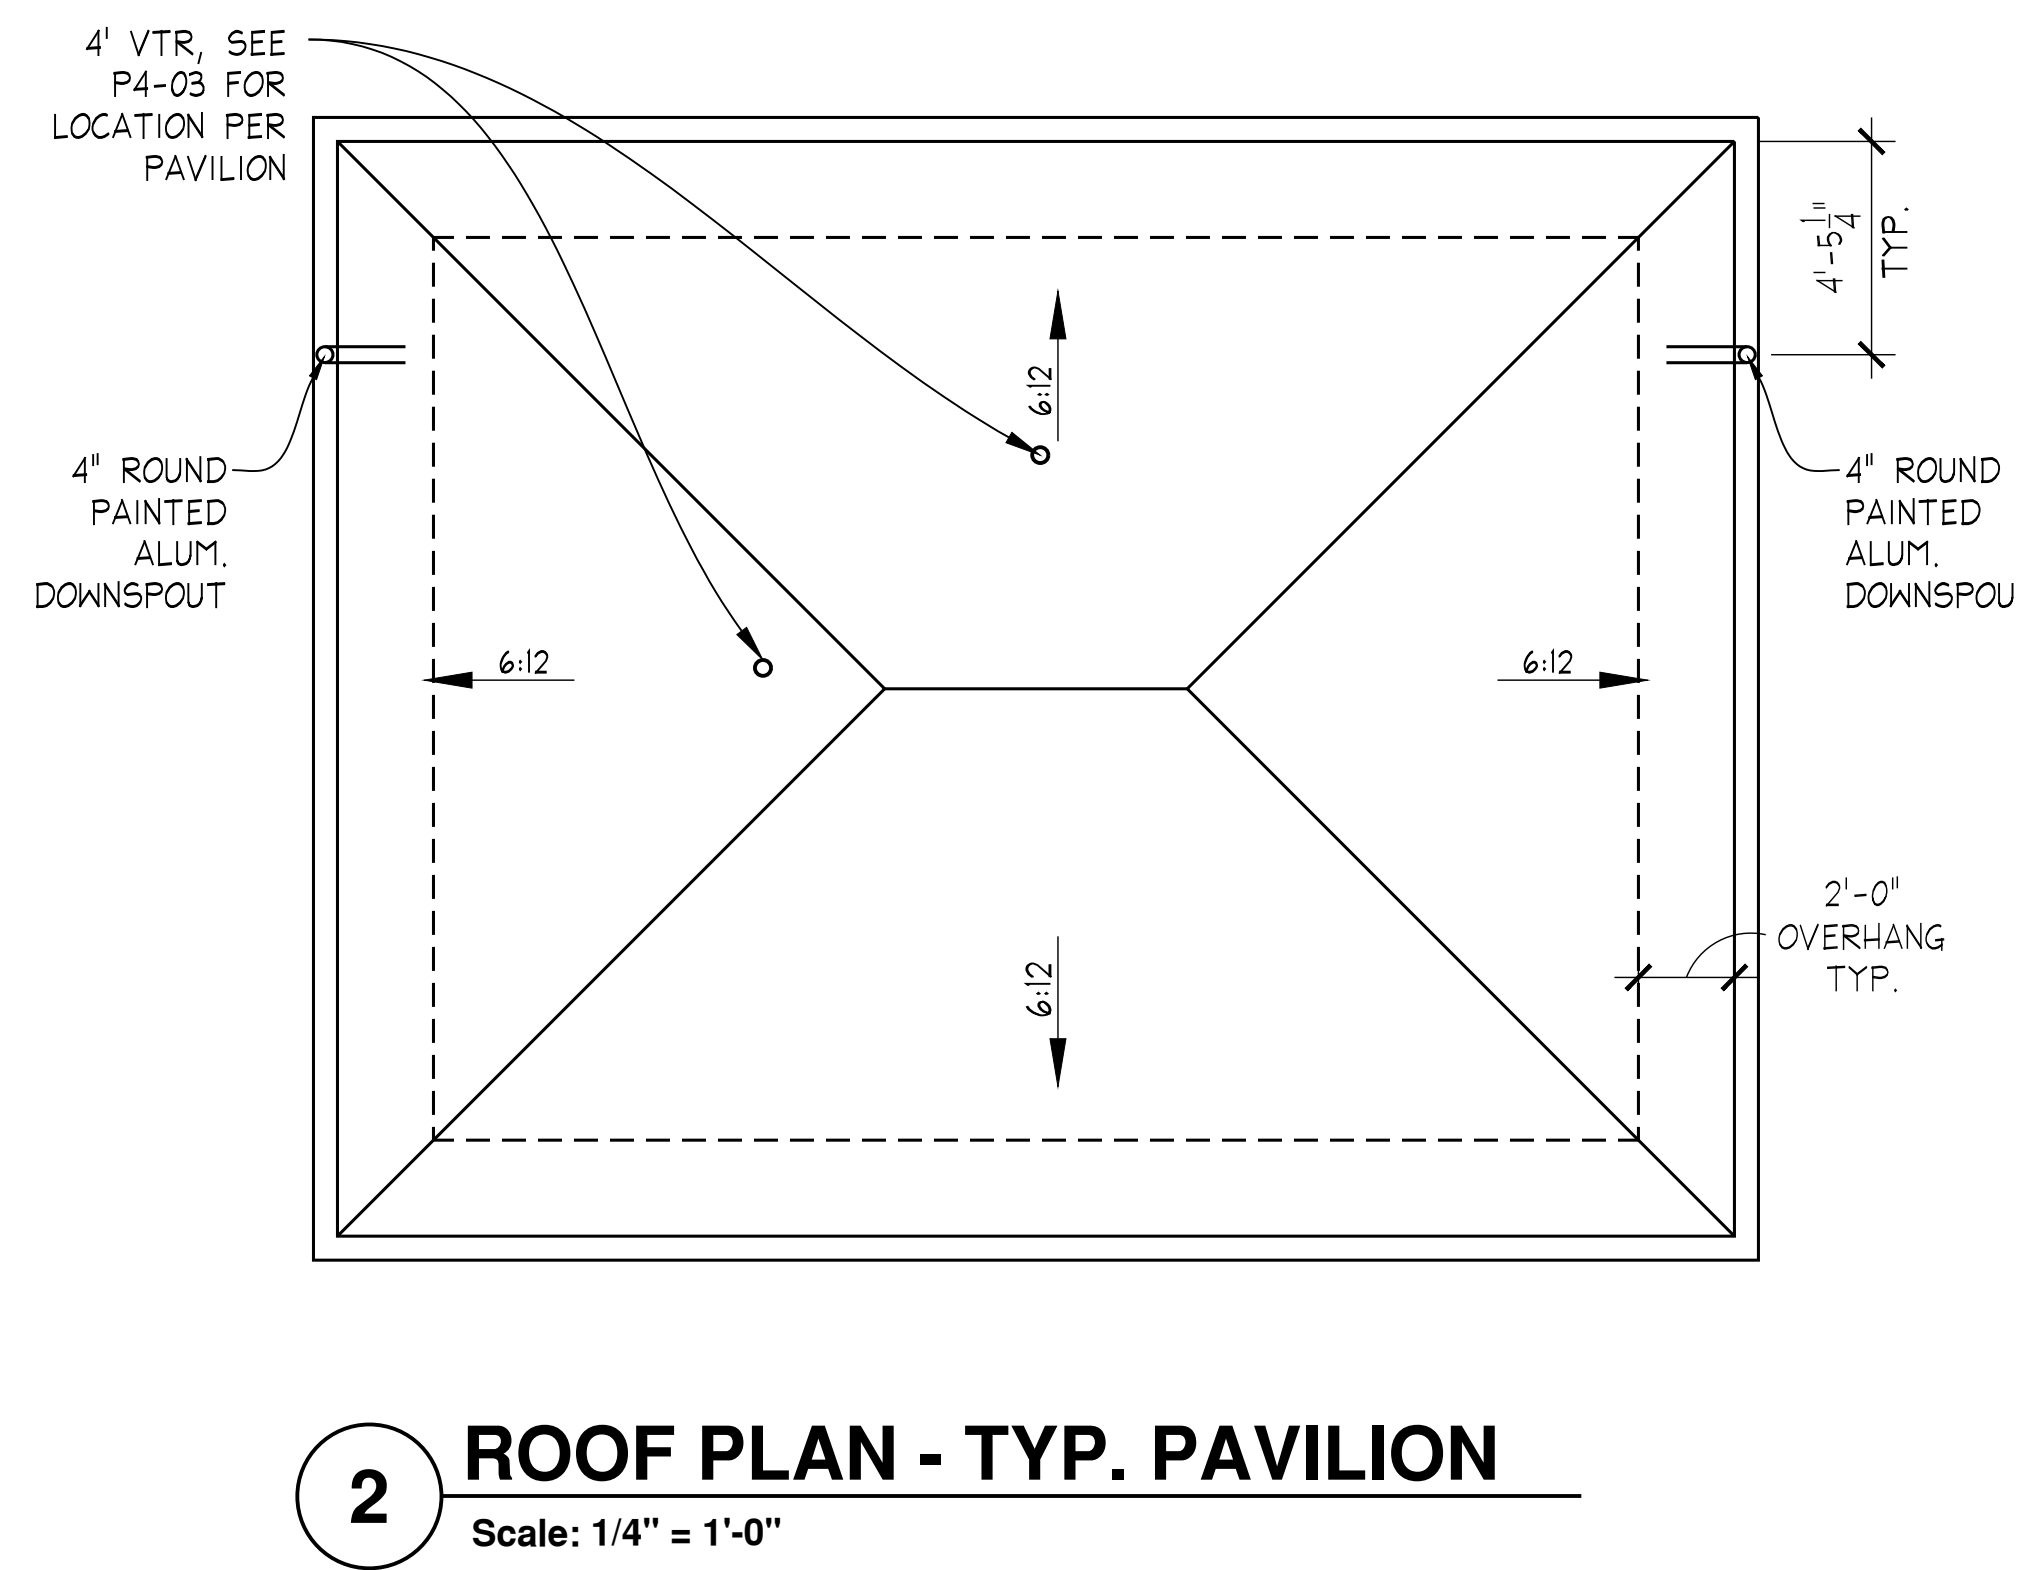 4' VTR, SEE
P4-03 FOR
LOCATION PER
PAVILION
4'-5 1/4"
TYP.
6:12
4" ROUND
PAINTED
ALUM.
DOWNSPOUT
4" ROUND
PAINTED
ALUM.
DOWNSPOU
6:12
6:12
2'-0"
OVERHANG
TYP.
6:12
2
ROOF PLAN - TYP. PAVILION
Scale: 1/4" = 1'-0"